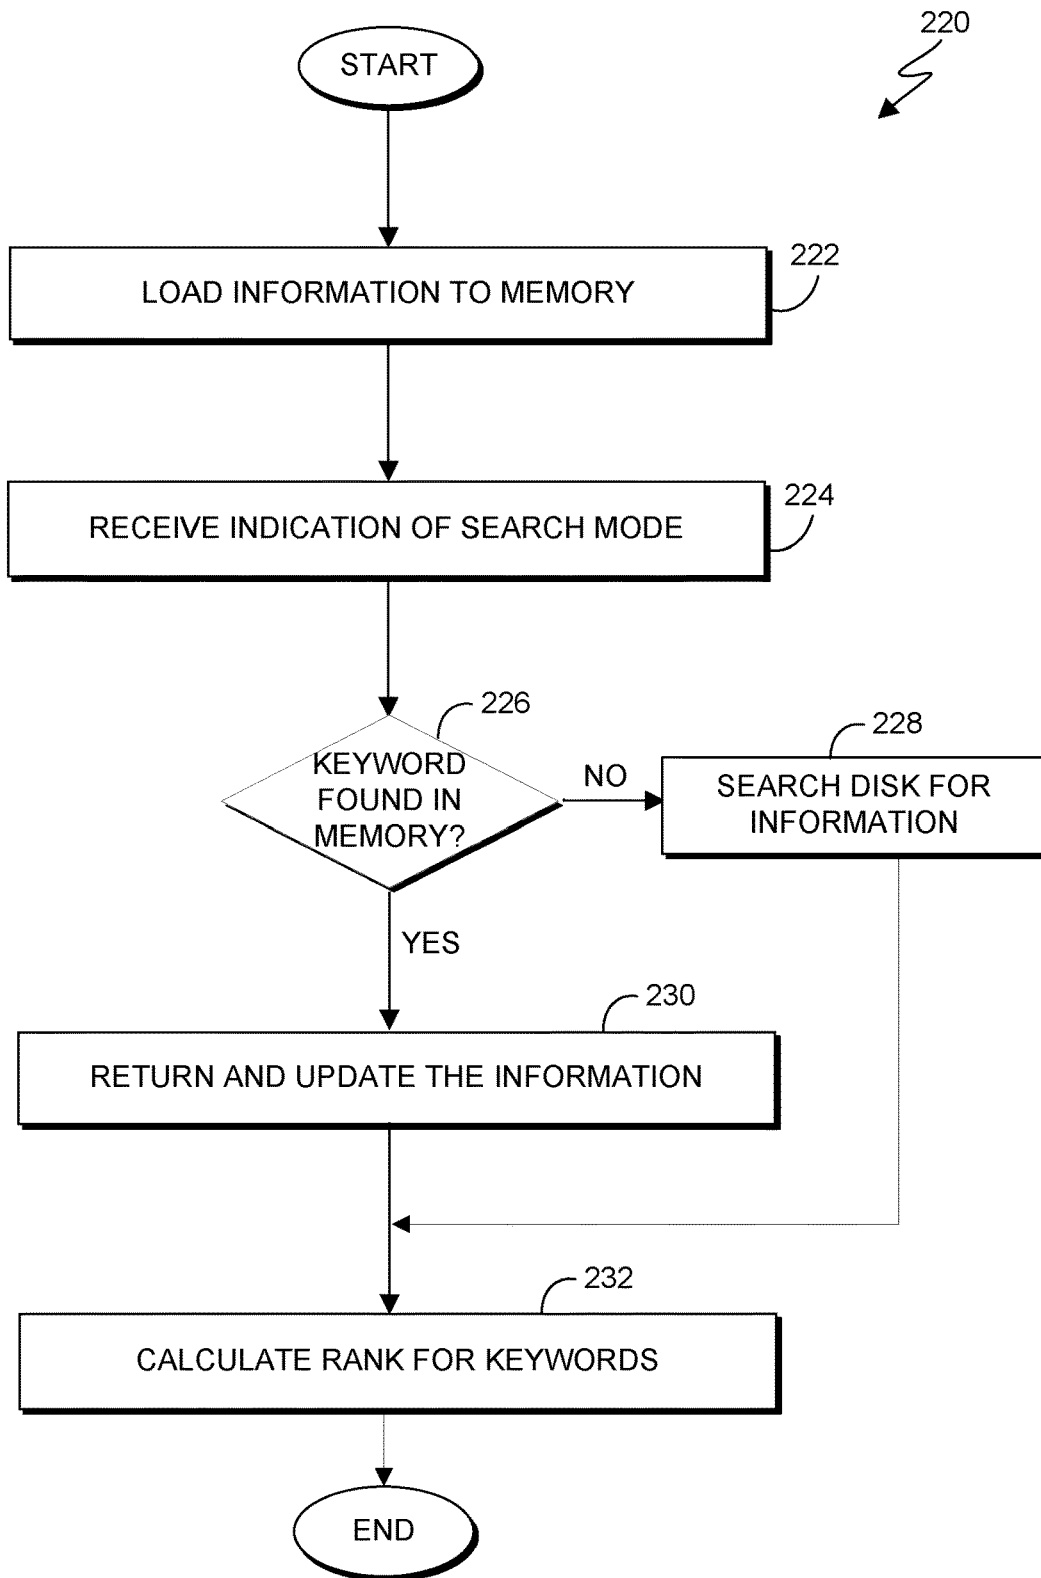 220
START
222
LOAD INFORMATION TO MEMORY
224
RECEIVE INDICATION OF SEARCH MODE
226
KEYWORD
FOUND IN
MEMORY?
NO
228
SEARCH DISK FOR
INFORMATION
YES
230
RETURN AND UPDATE THE INFORMATION
232
CALCULATE RANK FOR KEYWORDS
END